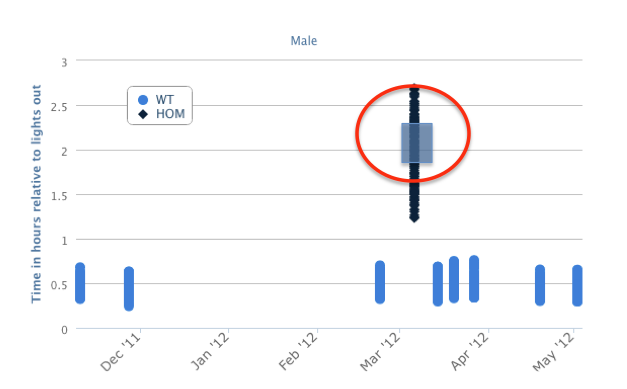 Male
Time in hours relative to lights out
3
2.5
2
1.5
1
0.5
0
WT
HOM
Dec '11
Jan '12
Feb '12
Mar '12
Apr '12
May '12